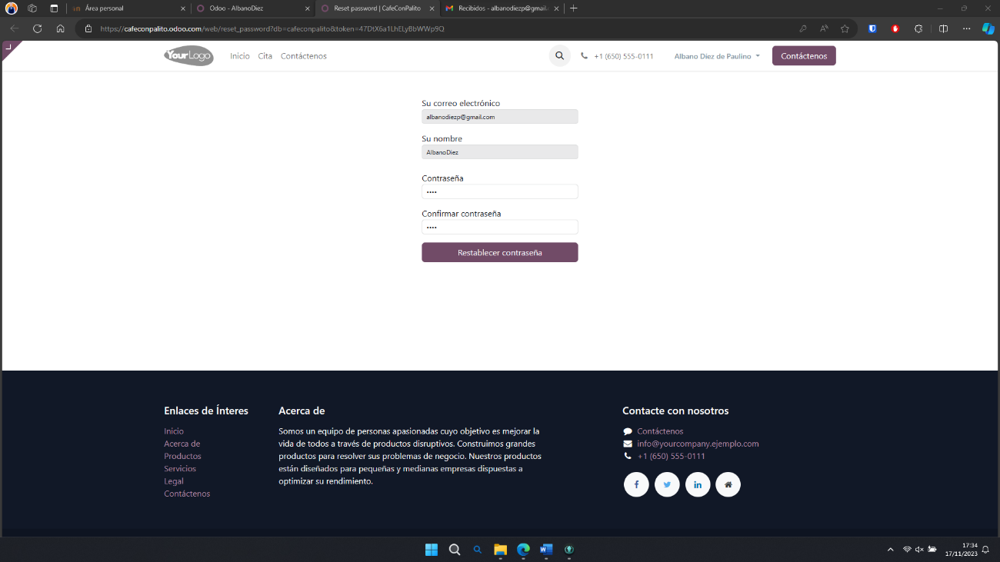 Área personal
Odoo - AlbanoDiez
Reset password | CafeConPalito
Recibidos - albanodiezp@gmail.
https://cafeconpalito.odoo.com/web/reset_password?db=cafeconpalito&token=47DtX6a1LhELyBbWWp9Q
YourLogo
Inicio
Cita
Contáctenos
+1 (650) 555-0111
Albano Diez de Paulino
Contáctenos
Su correo electrónico
albanodiezp@gmail.com
Su nombre
AlbanoDiez
Contraseña
••••
Confirmar contraseña
••••
Restablecer contraseña
Enlaces de Ínteres
Inicio
Acerca de
Productos
Servicios
Legal
Contáctenos
Acerca de
Somos un equipo de personas apasionadas cuyo objetivo es mejorar la
vida de todos a través de productos disruptivos. Construimos grandes
productos para resolver sus problemas de negocio. Nuestros productos
están diseñados para pequeñas y medianas empresas dispuestas a
optimizar su rendimiento.
Contacte con nosotros
Contáctenos
info@yourcompany.ejemplo.com
+1 (650) 555-0111
17:34
17/11/2023